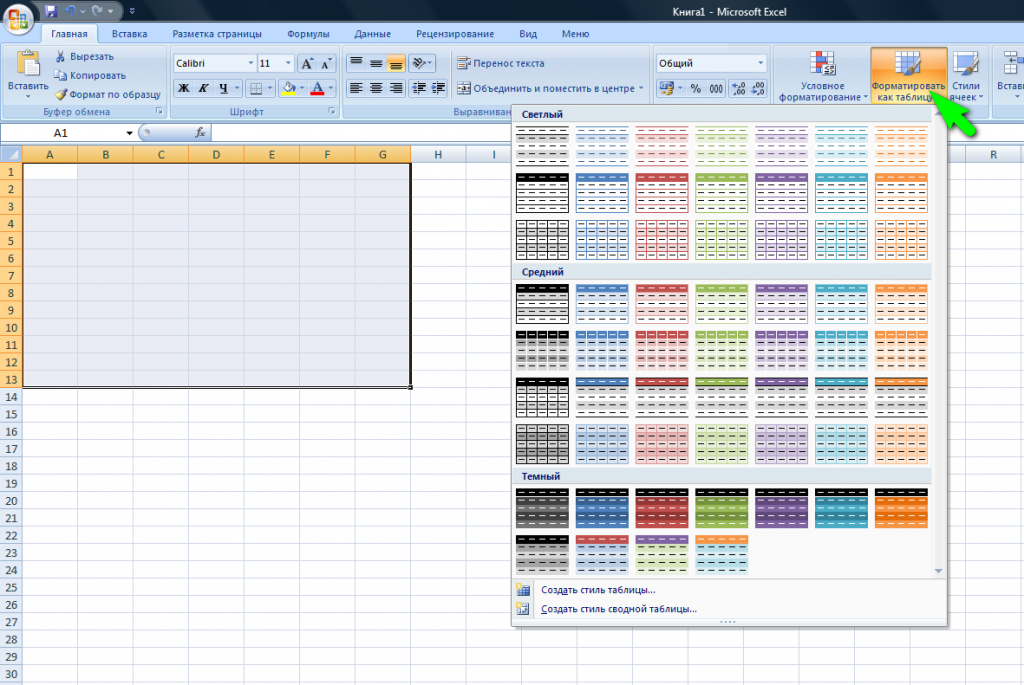 Книга1 - Microsoft Excel
Главная Вставка Разметка страницы Формулы Данные Рецензирование Вид Меню
Вставить
Вырезать
Копировать
Формат по образцу
Буфер обмена
Calibri 11
Ж К Ч
Шрифт
Перенос текста
Объединить и поместить в центре
Выравнивани
Общий
% 000
Условное форматирование
Форматировать как таблицу
Стили
ячеек
Встав
A1 fx
A B C D E F G H I R
1
2
3
4
5
6
7
8
9
10
11
12
13
14
15
16
17
18
19
20
21
22
23
24
25
26
27
28
29
30
Светлый
Средний
Темный
Создать стиль таблицы...
Создать стиль сводной таблицы...